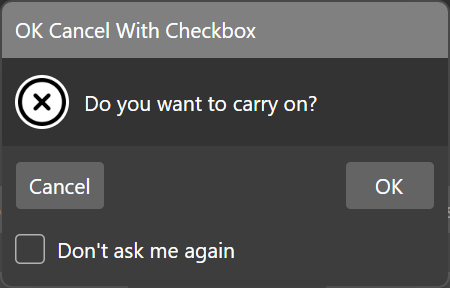 OK Cancel With Checkbox
Do you want to carry on?
Cancel
OK
Don't ask me again